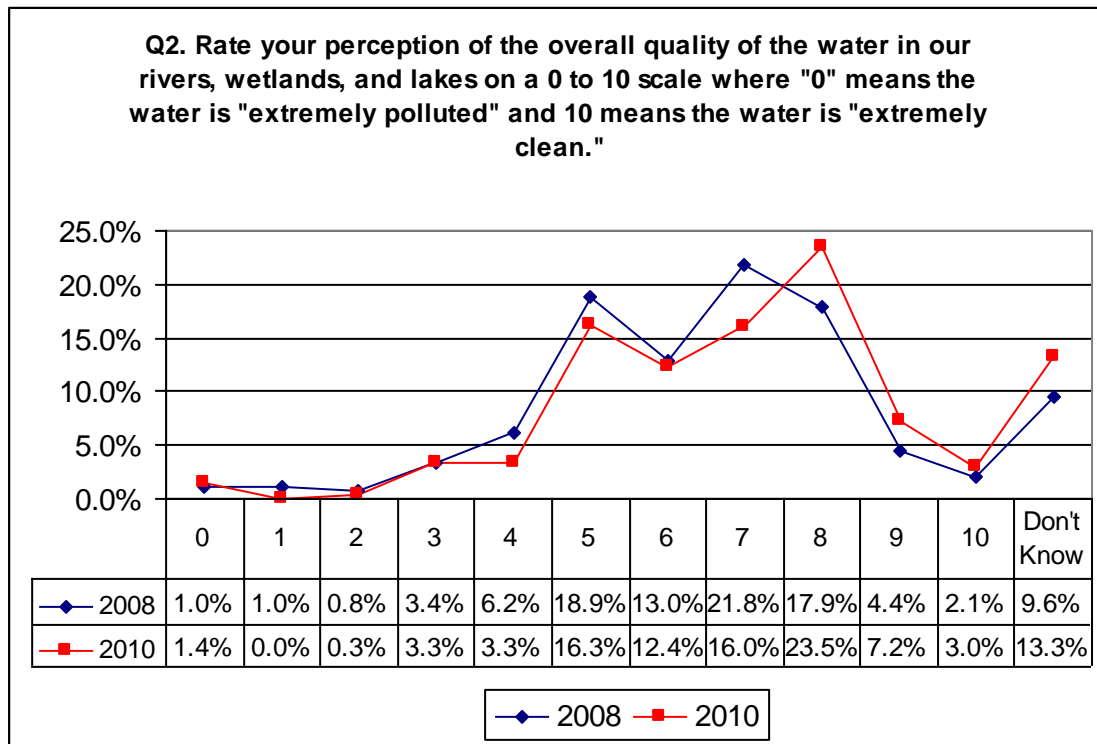 Q2. Rate your perception of the overall quality of the water in our
rivers, wetlands, and lakes on a 0 to 10 scale where "0" means the
water is "extremely polluted" and 10 means the water is "extremely
clean."
25.0%
20.0%
15.0%
10.0%
5.0%
0.0%
0 1 2 3 4 5 6 7 8 9 10 Don't
Know
2008 1.0% 1.0% 0.8% 3.4% 6.2% 18.9% 13.0% 21.8% 17.9% 4.4% 2.1% 9.6%
2010 1.4% 0.0% 0.3% 3.3% 3.3% 16.3% 12.4% 16.0% 23.5% 7.2% 3.0% 13.3%
2008 2010